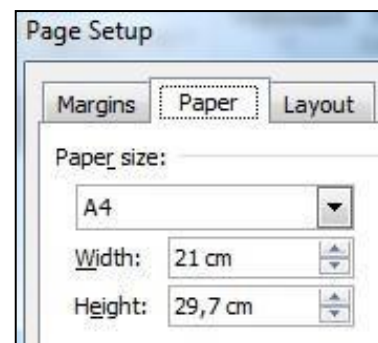 Page Setup
Margins Paper Layout
Paper size:
A4
Width: 21 cm
Height: 29,7 cm